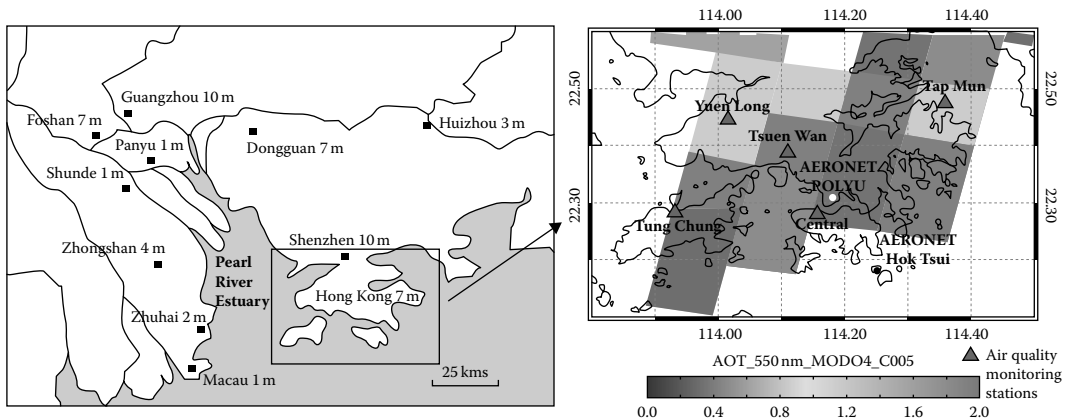 Guangzhou 10 m
Foshan 7 m
Panyu 1 m
Shunde 1 m
Dongguan 7 m
Huizhou 3 m
Zhongshan 4 m
Shenzhen 10 m
Pearl
River
Estuary
Hong Kong 7 m
Zhuhai 2 m
Macau 1 m
25 kms
114.00 114.20 114.40
22.50 22.50
22.30 22.30
Yuen Long
Tap Mun
Tsuen Wan
AERONET
POLYU
Tung Chung
Central
AERONET
Hok Tsui
114.00 114.20 114.40
AOT_550 nm_MODO4_C005
0.0 0.4 0.8 1.2 1.6 2.0
Air quality
monitoring
stations